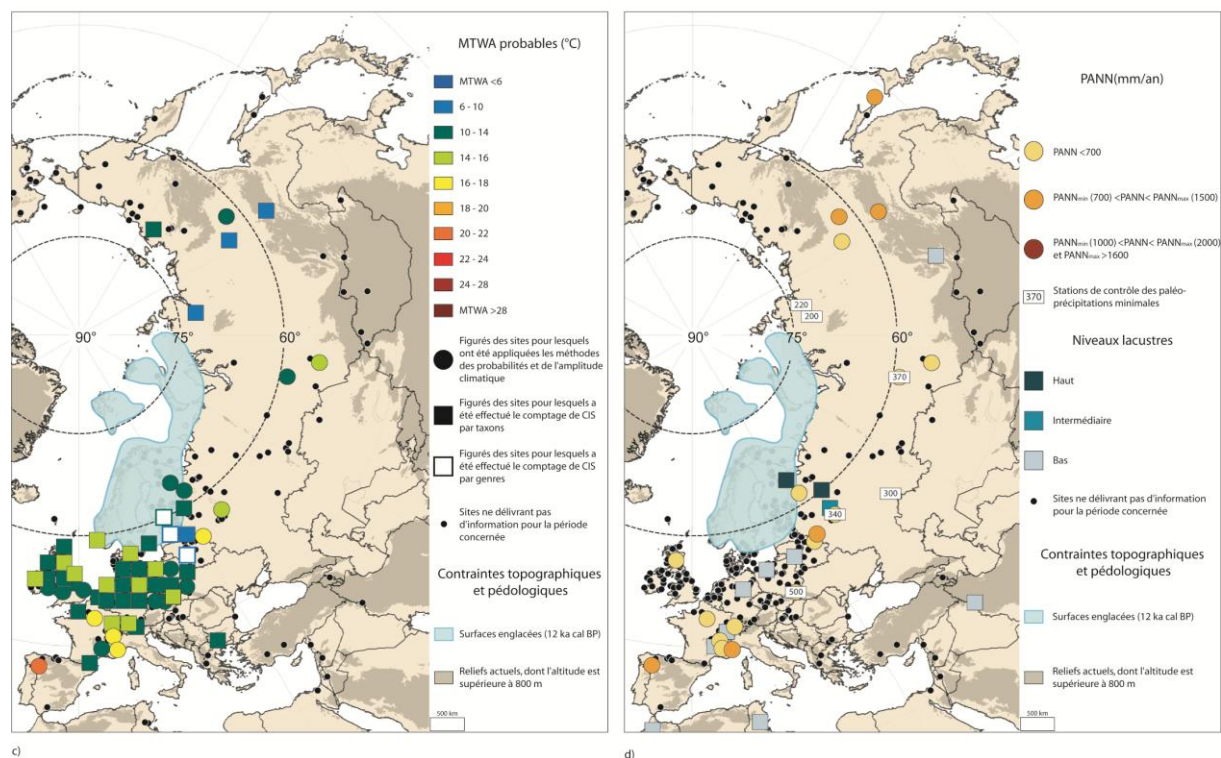 MTWA probables (°C)
MTWA <6
6 - 10
10 - 14
14 - 16
16 - 18
18 - 20
20 - 22
22 - 24
24 - 28
MTWA >28
Figurés des sites pour lesquels
ont été appliquées les méthodes
des probabilités et de l'amplitude
climatique
Figurés des sites pour lesquels a
été effectué le comptage de CIS
par taxons
Figurés des sites pour lesquels a
été effectué le comptage de CIS
par genres
Sites ne délivrant pas
d'information pour la période
concernée
Contraintes topographiques
et pédologiques
Surfaces englacées (12 ka cal BP)
Reliefs actuels, dont l'altitude est
supérieure à 800 m
500 km
90°
75°
60°
c)
PANN(mm/an)
PANN <700
PANNmin (700) <PANN< PANNmax (1500)
PANNmin (1000) <PANN< PANNmax (2000)
et PANNmax >1600
370
Stations de contrôle des paléo-
précipitations minimales
Niveaux lacustres
Haut
Intermédiaire
Bas
Sites ne délivrant pas d'information
pour la période concernée
Contraintes topographiques
et pédologiques
Surfaces englacées (12 ka cal BP)
Reliefs actuels, dont l'altitude est
supérieure à 800 m
500 km
220
200
90°
75°
60°
370
300
340
500
d)